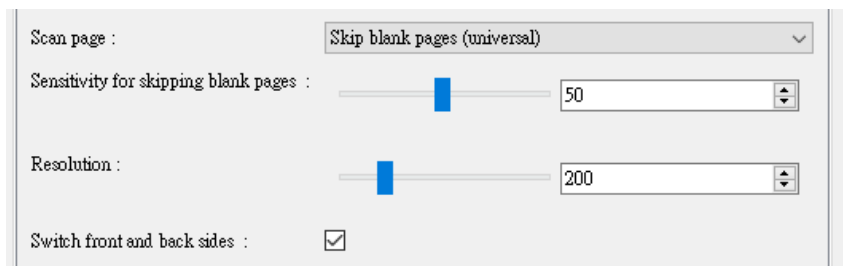 Scan page :
Skip blank pages (universal)
Sensitivity for skipping blank pages :
50
Resolution :
200
Switch front and back sides :